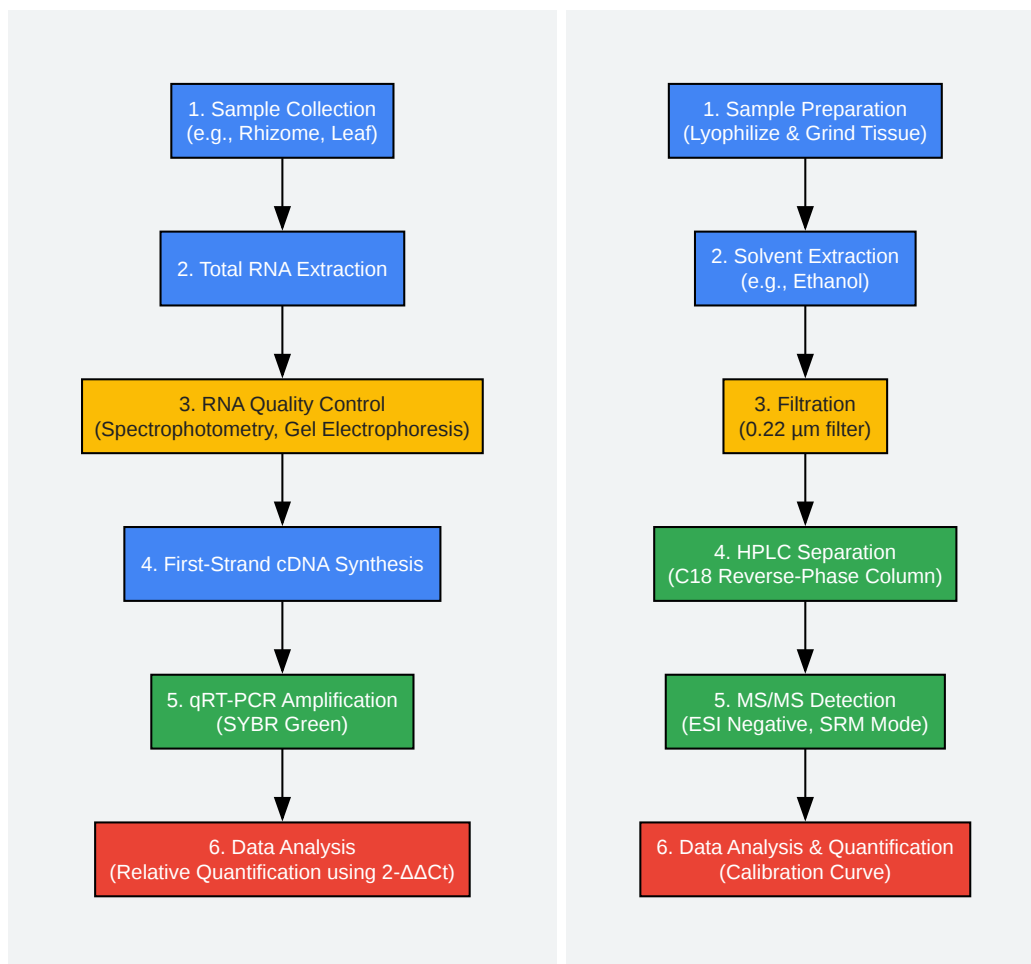 1. Sample Collection
(e.g., Rhizome, Leaf)
2. Total RNA Extraction
3. RNA Quality Control
(Spectrophotometry, Gel Electrophoresis)
4. First-Strand cDNA Synthesis
5. qRT-PCR Amplification
(SYBR Green)
6. Data Analysis
(Relative Quantification using 2-ΔΔCt)
1. Sample Preparation
(Lyophilize & Grind Tissue)
2. Solvent Extraction
(e.g., Ethanol)
3. Filtration
(0.22 µm filter)
4. HPLC Separation
(C18 Reverse-Phase Column)
5. MS/MS Detection
(ESI Negative, SRM Mode)
6. Data Analysis & Quantification
(Calibration Curve)